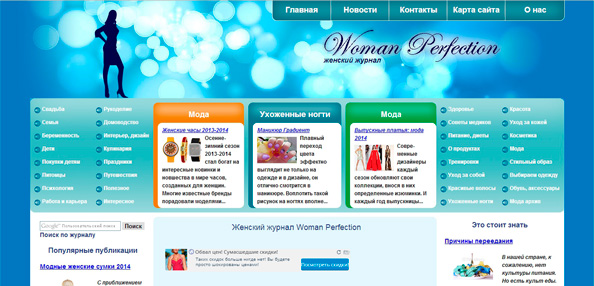 Главная
Новости
Контакты
Карта сайта
О нас
Woman Perfection
женский журнал
Свадьба
Семья
Беременность
Дети
Покупки детям
Питомцы
Психология
Работа и карьера
Рукоделие
Домоводство
Интерьер, дизайн
Кулинария
Праздники
Путешествия
Полезное
Интересное
Мода
Женские часы 2013-2014
Осенне-
зимний сезон
2013-2014
стал богат на
интересные новинки и
новшества в мире часов,
созданных для женщин.
Многие известные бренды
порадовали моделям...
Ухоженные ногти
Маникюр Градиент
Плавный
переход
цвета
эффектно
выглядит не только на
одежде и в дизайне, он
отлично смотрится в
маникюре. Воплотить такой
рисунок на ногтях вполне...
Мода
Выпускные платья: мода
2014
Совре-
менные
дизайнеры
каждый
сезон обновляют свои
коллекции, внося в них
определенные изюминки. И
каждый год выпускницы...
Здоровье
Советы медиков
Питание, диеты
О продуктах
Тренировки
Уход за собой
Красивые волосы
Ухоженные ногти
Красота
Уход за кожей
Косметика
Мода
Стильный образ
Выбираем одежду
Обувь, аксессуары
Мода архив
Google Пользовательский поиск
Поиск
Поиск по журналу
Популярные публикации
Модные женские сумки 2014
С приближением
Женский журнал Woman Perfection
Обвал цен! Сумасшедшие скидки!
Таких скидок больше нигде нет! Вы будете
просто шокированы ценами!
Посмотреть скидки!
Это стоит знать
Причины переедания
В нашей стране, к
сожалению, нет
культуры питания.
Но есть культ еды.